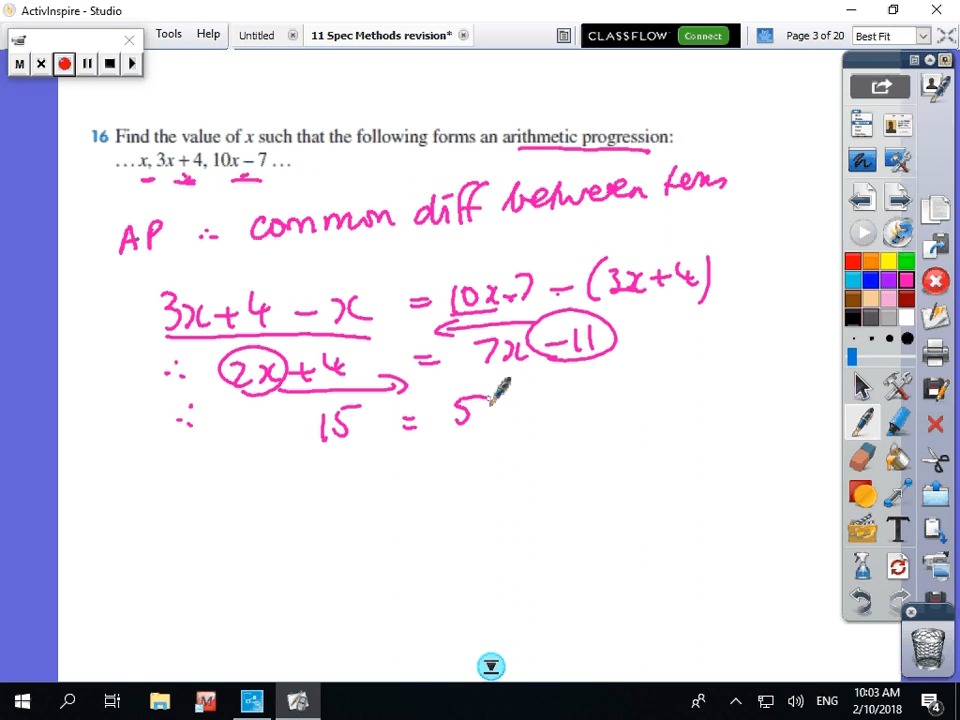 ActivInspire - Studio
Tools Help Untitled 11 Spec Methods revision* CLASSFLOW Connect Page 3 of 20 Best Fit
M
16 Find the value of x such that the following forms an arithmetic progression:
… x, 3x + 4, 10x – 7 …
AP ∴ common diff between terms
3x+4 - x = 10x-7 - (3x+4)
∴ 2x+4 = 7x -11
∴ 15 = 5
T
ENG 10:03 AM
2/10/2018
4